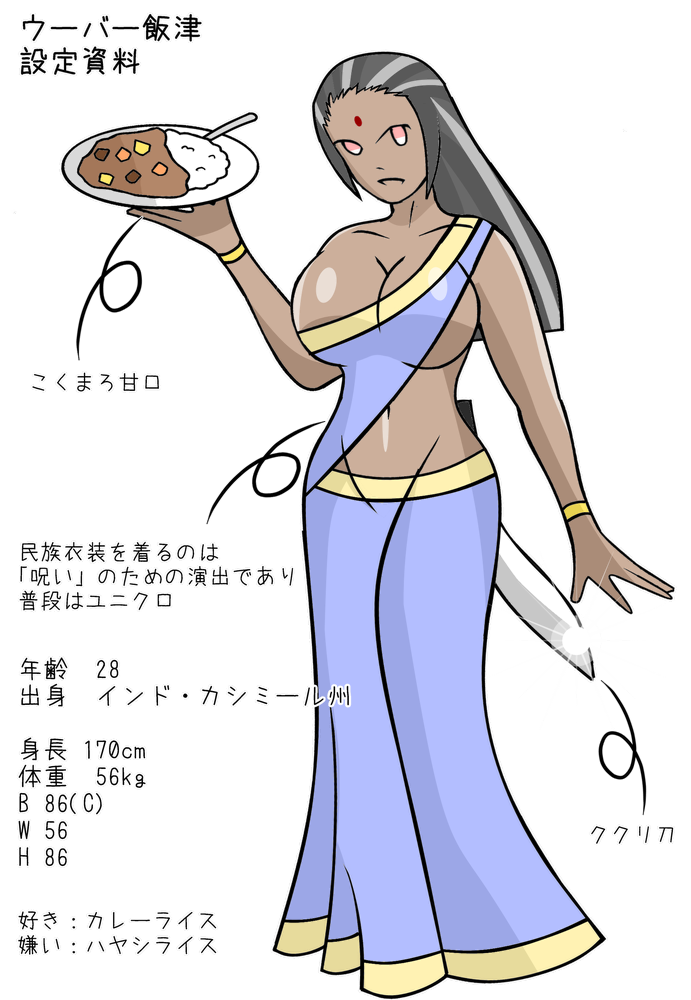 ウーバー飯津
設定資料
こくまろ甘口
民族衣装を着るのは
「呪い」のための演出であり
普段はユニクロ
年齢 28
出身 インド・カシミール州
身長 170cm
体重 56kg
B 86(C)
W 56
H 86
ククリ刀
好き:カレーライス
嫌い:ハヤシライス